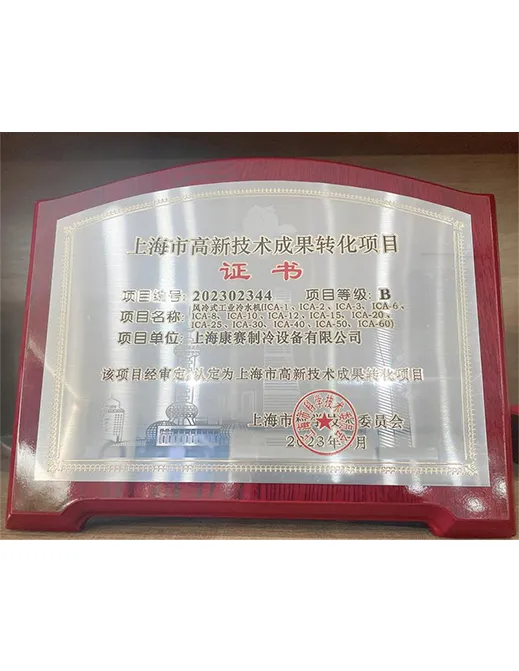 上海市高新技术成果转化项目
证书
项目编号: 202302344 项目等级: B
项目名称: 风冷式工业冷水机(ICA-1、ICA-2、ICA-3、ICA-6、
ICA-8、ICA-10、ICA-12、ICA-15、ICA-20、
ICA-25、ICA-30、ICA-40、ICA-50、ICA-60)
项目单位: 上海康赛制冷设备有限公司
该项目经审定,认定为上海市高新技术成果转化项目
上海市科学技术委员会
2023年 月